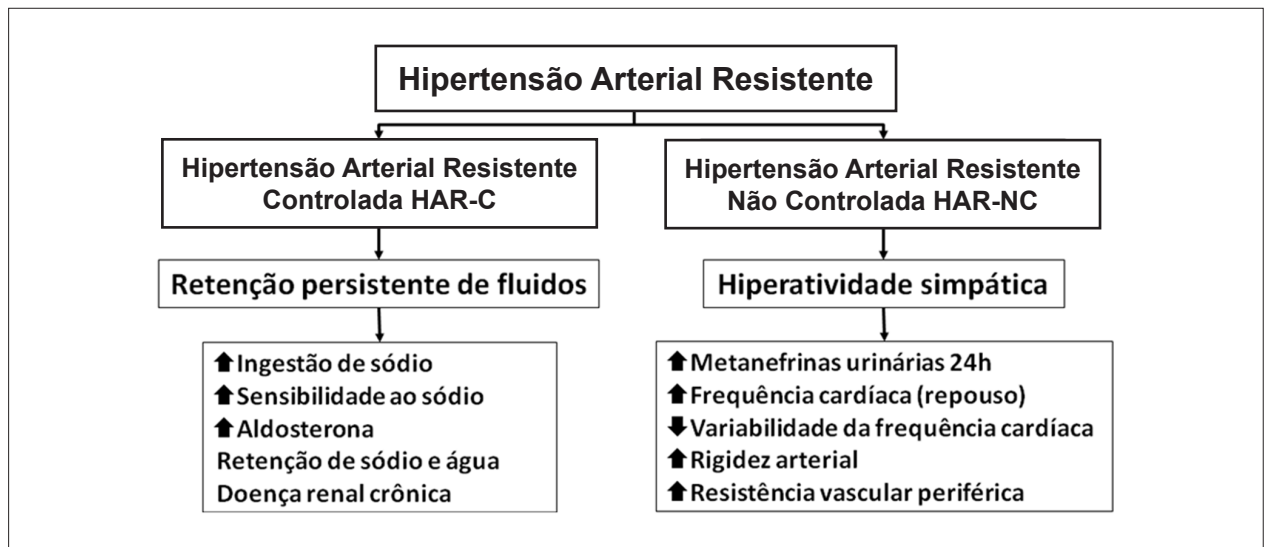 Hipertensão Arterial Resistente
Hipertensão Arterial Resistente
Controlada HAR-C
Hipertensão Arterial Resistente
Não Controlada HAR-NC
Retenção persistente de fluidos
Hiperatividade simpática
⬆Ingestão de sódio
⬆Sensibilidade ao sódio
⬆Aldosterona
Retenção de sódio e água
Doença renal crônica
⬆Metanefrinas urinárias 24h
⬆Frequência cardíaca (repouso)
⬇Variabilidade da frequência cardíaca
⬆Rigidez arterial
⬆Resistência vascular periférica